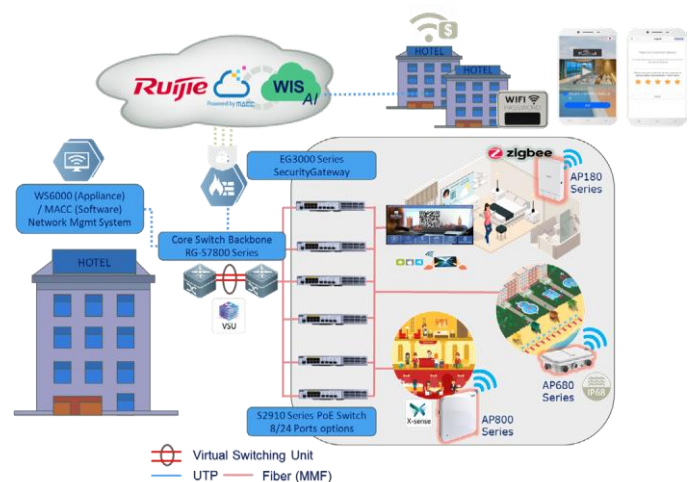 HOTEL
HOTEL
S
WIFI
PASSWORD
Ruijie
Powered by MACC
WIS
AI
EG3000 Series
SecurityGateway
zigbee
AP180
Series
WS6000 (Appliance)
/ MACC (Software)
Network Mgmt System
Core Switch Backbone
RG-S7800 Series
HOTEL
VSU
AP680
Series
IP68
X-sense
AP800
Series
S2910 Series PoE Switch
8/24 Ports options
Virtual Switching Unit
UTP
Fiber (MMF)